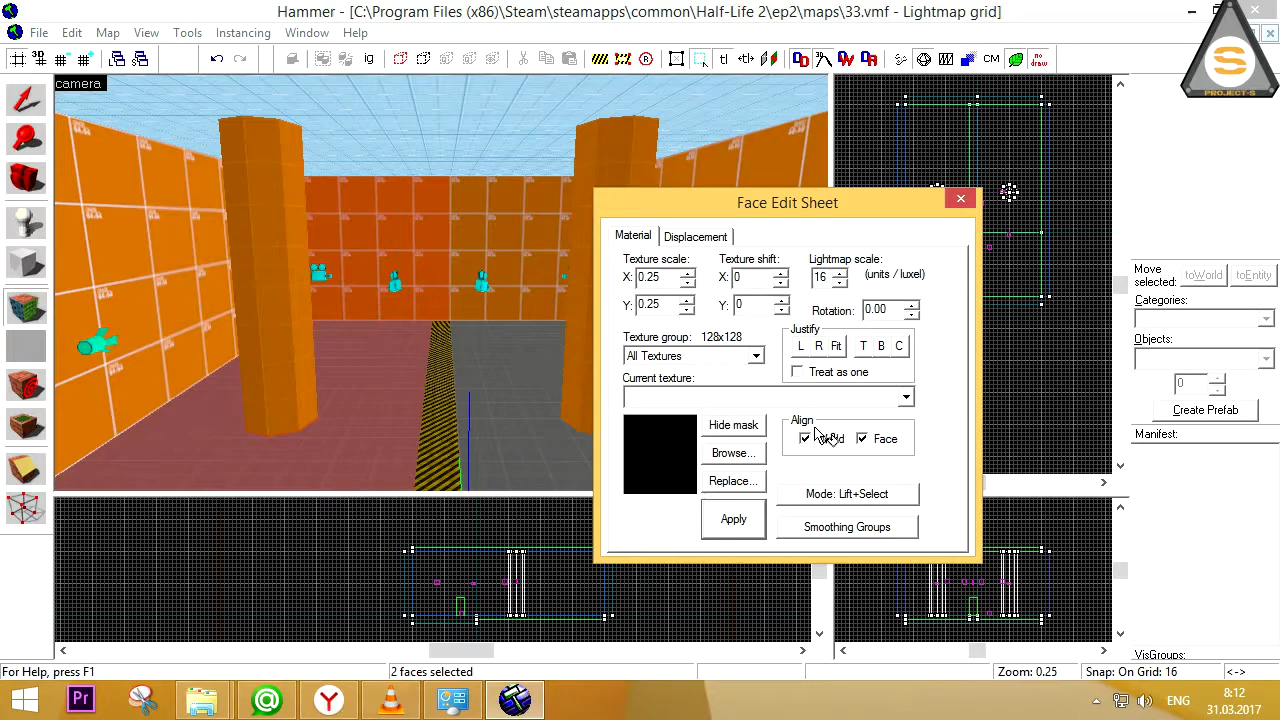 Hammer - [C:\Program Files (x86)\Steam\steamapps\common\Half-Life 2\ep2\maps\33.vmf - Lightmap grid]
File Edit Map View Tools Instancing Window Help
camera
S
PROJECT-S
Face Edit Sheet
Material Displacement
Texture scale: Texture shift: Lightmap scale:
X: 0.25 X: 0 16 (units / luxel)
Y: 0.25 Y: 0 Rotation: 0.00
Texture group: 128x128 Justify
All Textures L R Fit T B C
Current texture: Treat as one
Hide mask Align
Face
Browse...
Replace... Mode: Lift+Select
Apply Smoothing Groups
Move selected: toWorld toEntity
Categories:
Objects:
0
Create Prefab
Manifest:
VisGroups:
For Help, press F1 2 faces selected Zoom: 0.25 Snap: On Grid: 16 <->
Pr ENG 8:12
31.03.2017